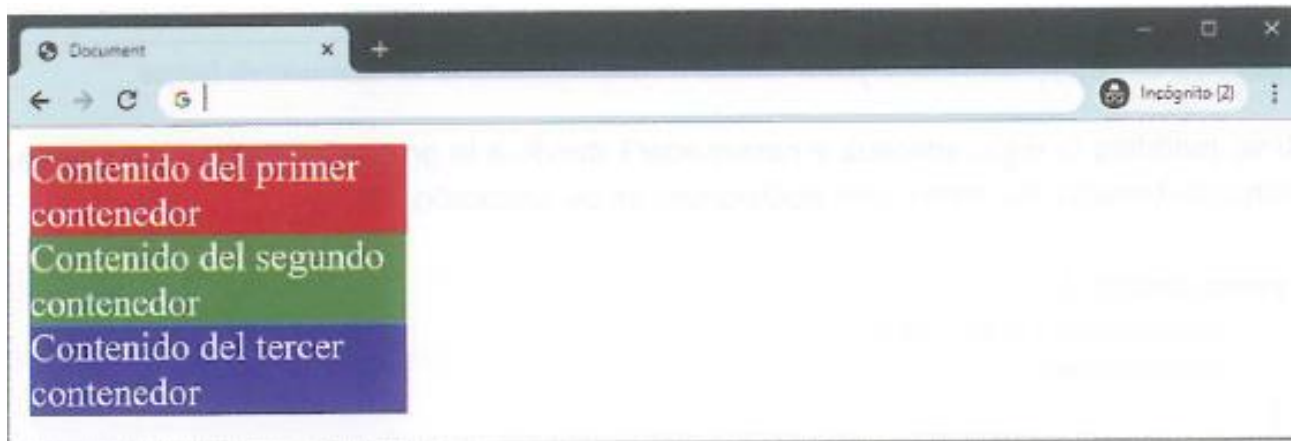 Document
Incógnito (2)
Contenido del primer
contenedor
Contenido del segundo
contenedor
Contenido del tercer
contenedor